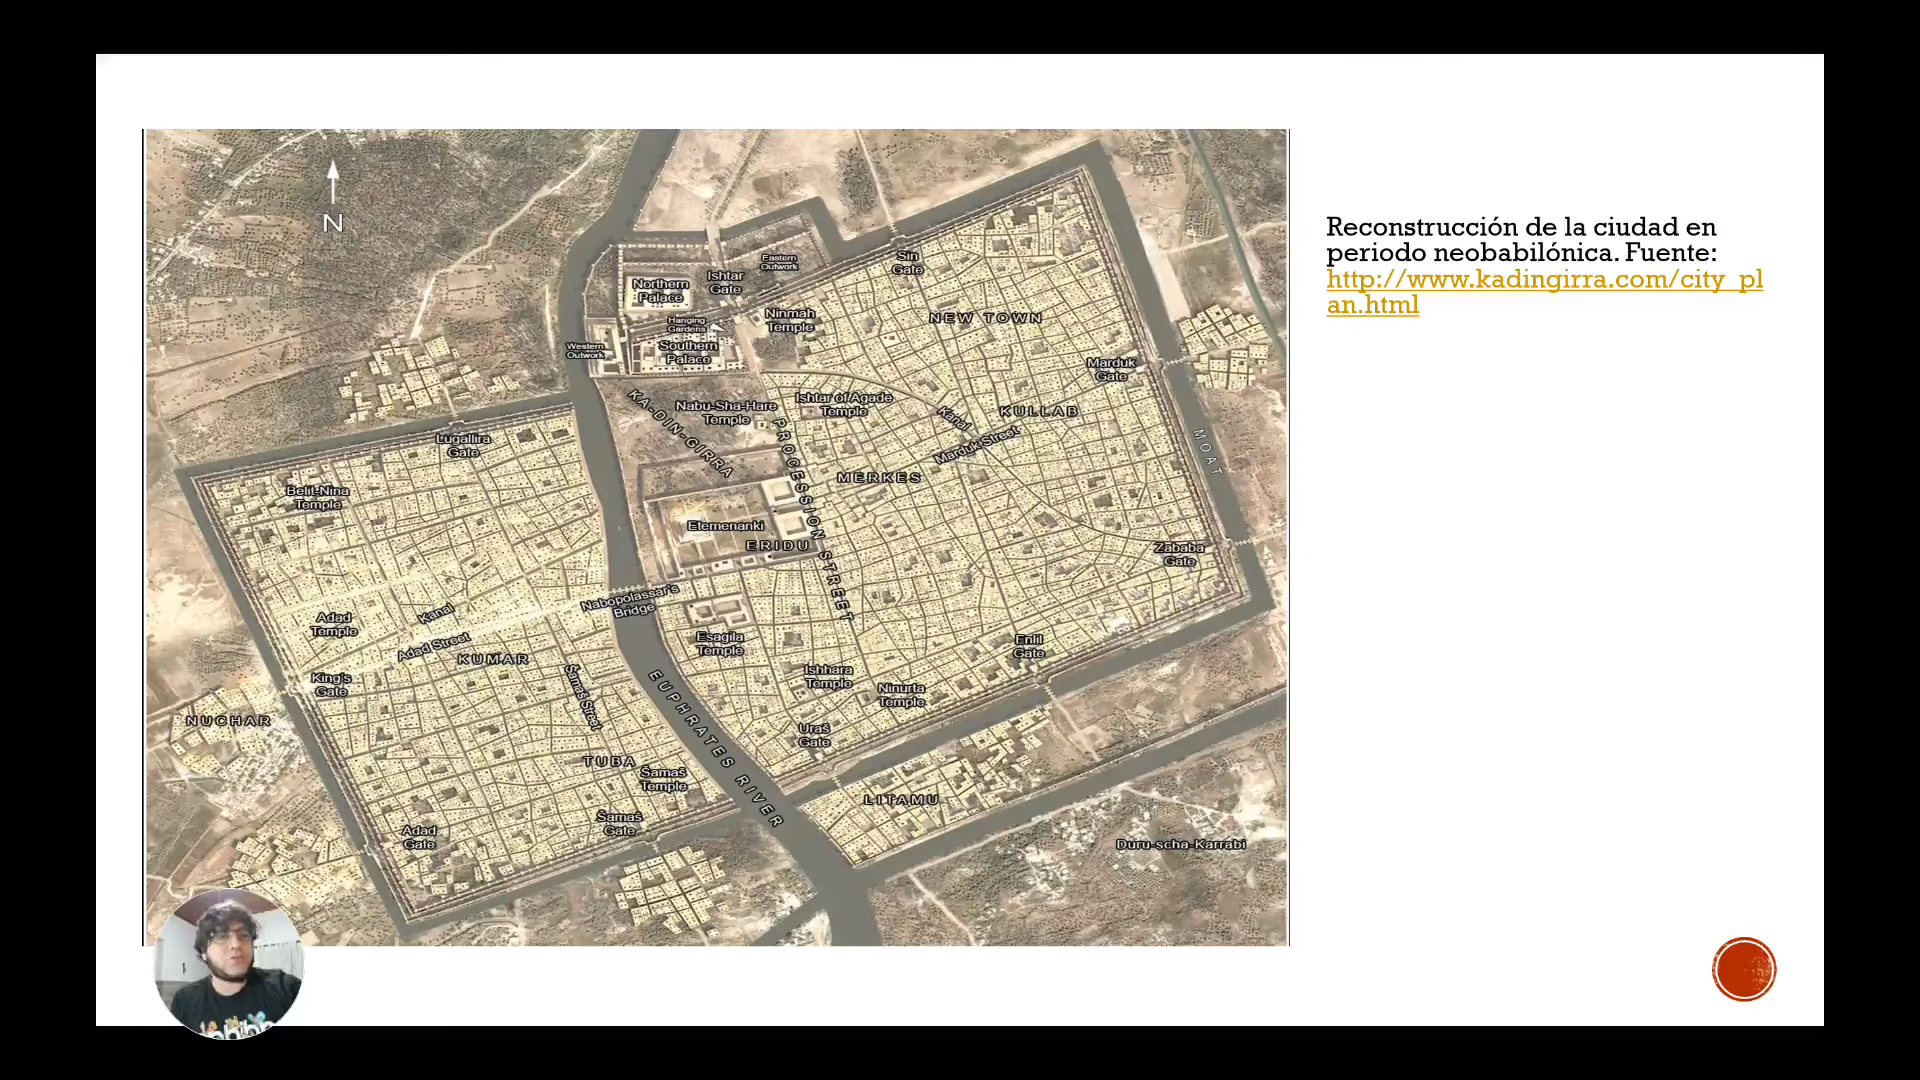 N
Eastern
Outwork
Sin
Gate
Ishtar
Gate
Northern
Palace
Ninmah
Temple
Hanging
Gardens
NEW TOWN
Western
Outwork
Southern
Palace
Marduk
Gate
KA-DIN-GIRRA
Nabu-Sha-Hare
Temple
Ishtar of Agade
Temple
Kanal
KULLAB
Marduk Street
MOAT
Lugallira
Gate
PROCESSION STREET
MERKES
Belit-Nina
Temple
Etemenanki
ERIDU
Zababa
Gate
Nabopolassar's
Bridge
Adad
Temple
Kanal
Adad Street
KUMAR
Esagila
Temple
Enlil
Gate
King's
Gate
Šamaš Street
EUPHRATES RIVER
Ishhara
Temple
Ninurta
Temple
NUCHAR
Uraš
Gate
TUBA
Šamaš
Temple
LITAMU
Šamaš
Gate
Adad
Gate
Duru-scha-Karrabi
Reconstrucción de la ciudad en
periodo neobabilónica. Fuente:
http://www.kadingirra.com/city_pl
an.html